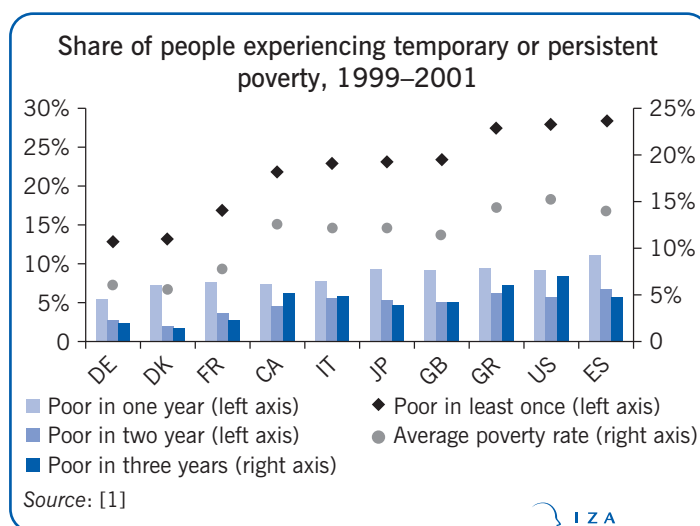 Share of people experiencing temporary or persistent
poverty, 1999–2001
30%
25%
20%
15%
10%
5%
0
25%
20%
15%
10%
5%
0
DE
DK
FR
CA
IT
JP
GB
GR
US
ES
Poor in one year (left axis)
Poor in two year (left axis)
Poor in three years (right axis)
Poor in least once (left axis)
Average poverty rate (right axis)
Source: [1]
I Z A